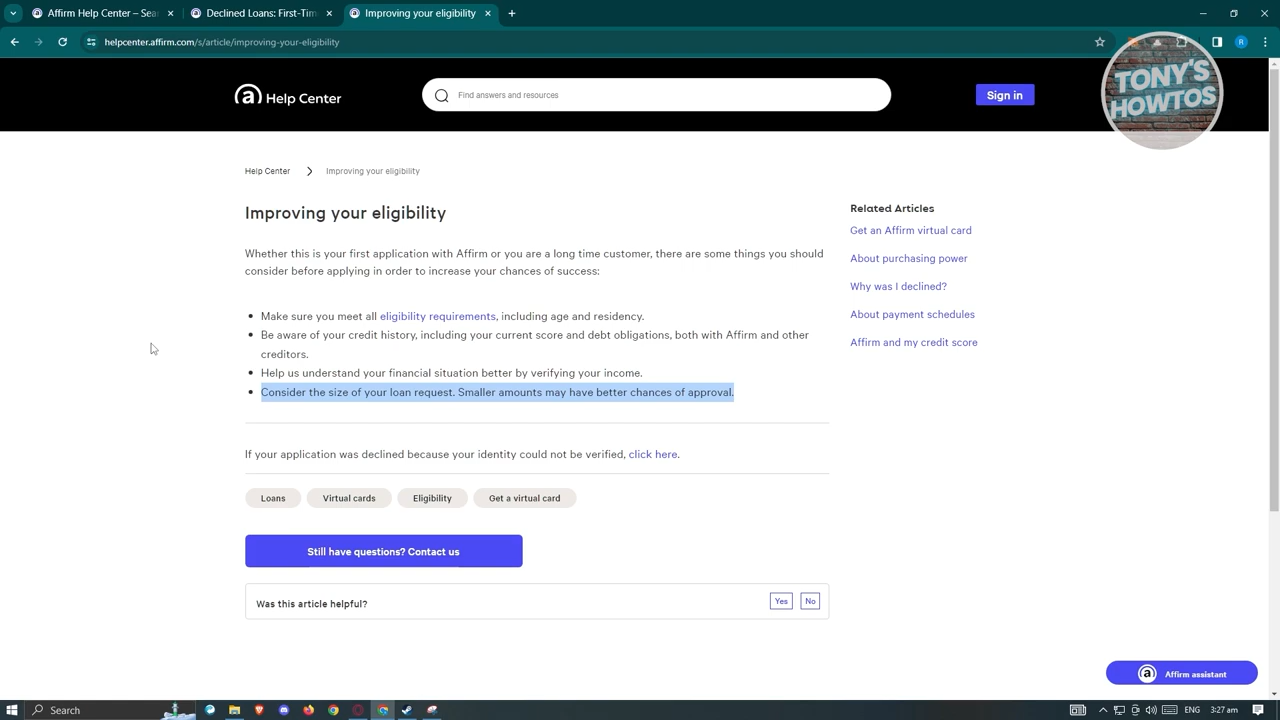 Affirm Help Center – Sea
Declined Loans: First-Tim
Improving your eligibility
helpcenter.affirm.com/s/article/improving-your-eligibility
R
a Help Center
Find answers and resources
Sign in
TONY'S
HOWTOS
Help Center
Improving your eligibility
Improving your eligibility
Whether this is your first application with Affirm or you are a long time customer, there are some things you should
consider before applying in order to increase your chances of success:
Make sure you meet all eligibility requirements, including age and residency.
Be aware of your credit history, including your current score and debt obligations, both with Affirm and other
creditors.
Help us understand your financial situation better by verifying your income.
Consider the size of your loan request. Smaller amounts may have better chances of approval.
If your application was declined because your identity could not be verified, click here.
Loans
Virtual cards
Eligibility
Get a virtual card
Still have questions? Contact us
Was this article helpful?
Yes
No
Related Articles
Get an Affirm virtual card
About purchasing power
Why was I declined?
About payment schedules
Affirm and my credit score
a Affirm assistant
Search
ENG
3:27 am